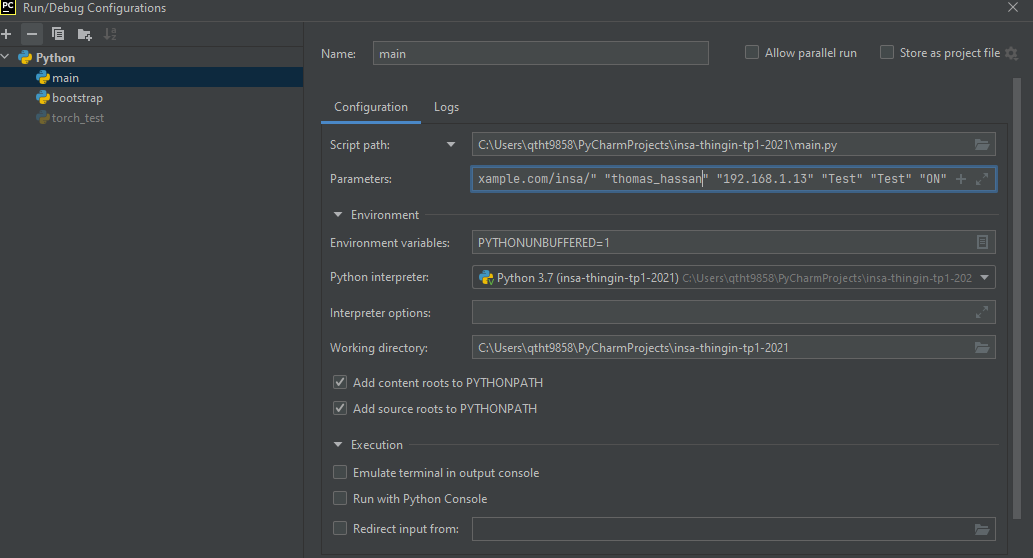 PC Run/Debug Configurations
Python
main
bootstrap
torch_test
Name: main Allow parallel run Store as project file
Configuration Logs
Script path: C:\Users\qtht9858\PyCharmProjects\insa-thingin-tp1-2021\main.py
Parameters: xample.com/insa/" "thomas_hassan" "192.168.1.13" "Test" "Test" "ON"
Environment
Environment variables: PYTHONUNBUFFERED=1
Python interpreter: Python 3.7 (insa-thingin-tp1-2021) C:\Users\qtht9858\PyCharmProjects\insa-thingin-tp1-202
Interpreter options:
Working directory: C:\Users\qtht9858\PyCharmProjects\insa-thingin-tp1-2021
Add content roots to PYTHONPATH
Add source roots to PYTHONPATH
Execution
Emulate terminal in output console
Run with Python Console
Redirect input from: